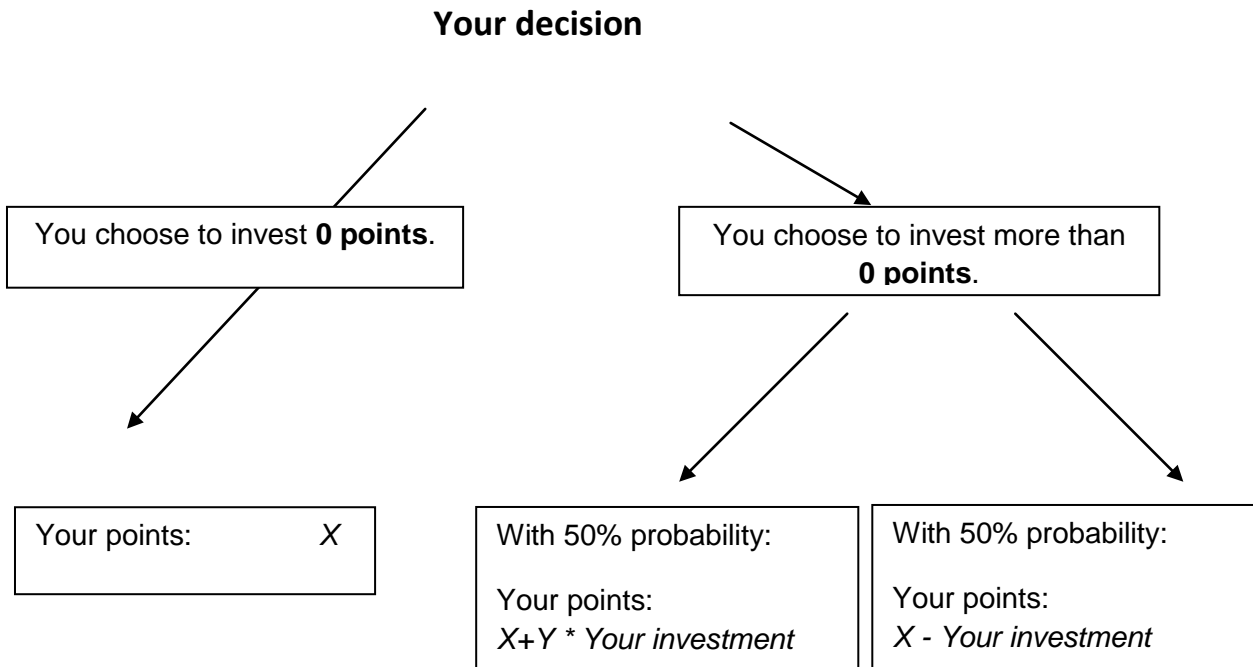 Your decision
You choose to invest 0 points.
You choose to invest more than
0 points.
Your points: X
With 50% probability:
Your points:
X+Y * Your investment
With 50% probability:
Your points:
X - Your investment